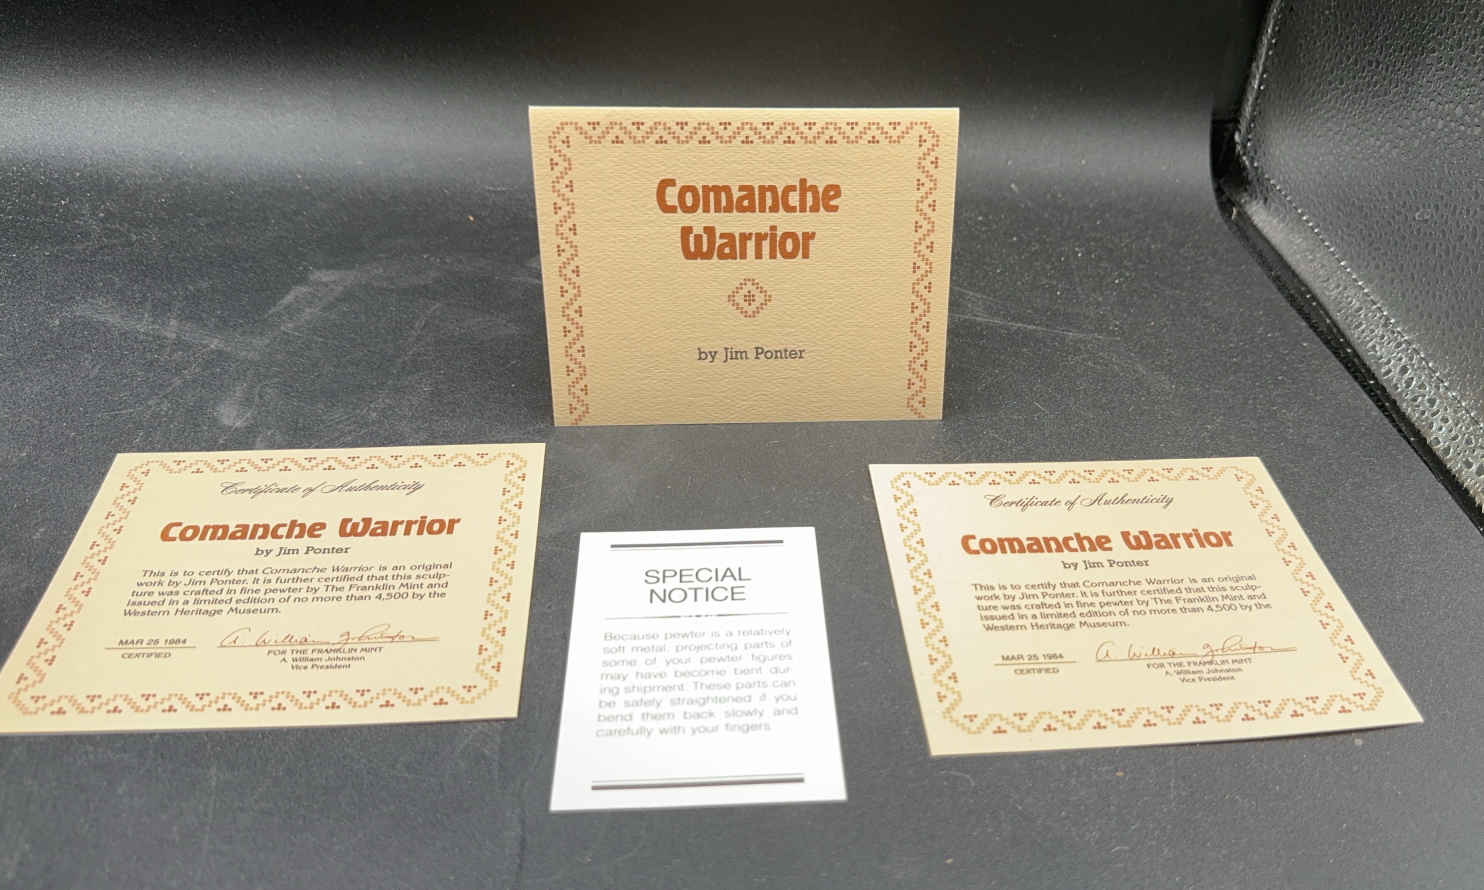 Comanche
Warrior
by Jim Ponter
Certificate of Authenticity
Comanche Warrior
by Jim Ponter
This is to certify that Comanche Warrior is an original
work by Jim Ponter. It is further certified that this sculp-
ture was crafted in fine pewter by The Franklin Mint and
issued in a limited edition of no more than 4,500 by the
Western Heritage Museum.
MAR 25 1984
CERTIFIED
A. William Johnston
FOR THE FRANKLIN MINT
A. William Johnston
Vice President
SPECIAL
NOTICE
Because pewter is a relatively
soft metal, projecting parts of
some of your pewter figures
may have become bent dur-
ing shipment. These parts can
be safely straightened if you
bend them back slowly and
carefully with your fingers.
Certificate of Authenticity
Comanche Warrior
by Jim Ponter
This is to certify that Comanche Warrior is an original
work by Jim Ponter. It is further certified that this sculp-
ture was crafted in fine pewter by The Franklin Mint and
issued in a limited edition of no more than 4,500 by the
Western Heritage Museum.
MAR 25 1984
CERTIFIED
A. William Johnston
FOR THE FRANKLIN MINT
A. William Johnston
Vice President